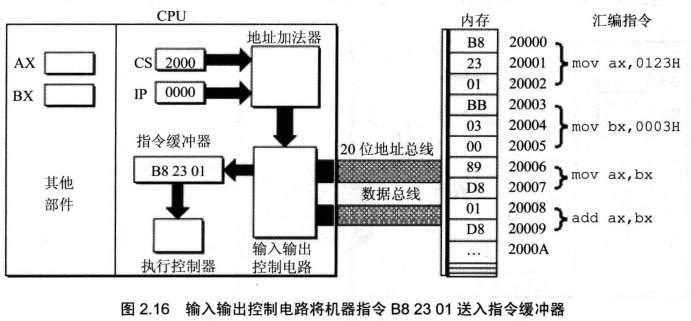 CPU
内存
汇编指令
AX
BX
CS 2000
IP 0000
地址加法器
指令缓冲器
B8 23 01
其他
部件
执行控制器
输入输出
控制电路
20 位地址总线
数据总线
B8 20000
23 20001 mov ax,0123H
01 20002
BB 20003
03 20004 mov bx,0003H
00 20005
89 20006
mov ax,bx
D8 20007
01 20008
add ax,bx
D8 20009
… 2000A
图 2.16 输入输出控制电路将机器指令 B8 23 01 送入指令缓冲器